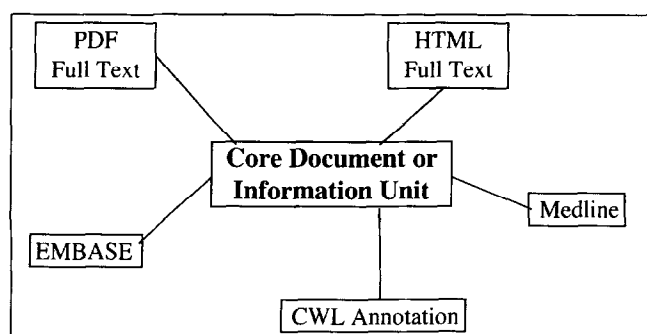 PDF
Full Text
HTML
Full Text
Core Document or
Information Unit
Medline
EMBASE
CWL Annotation